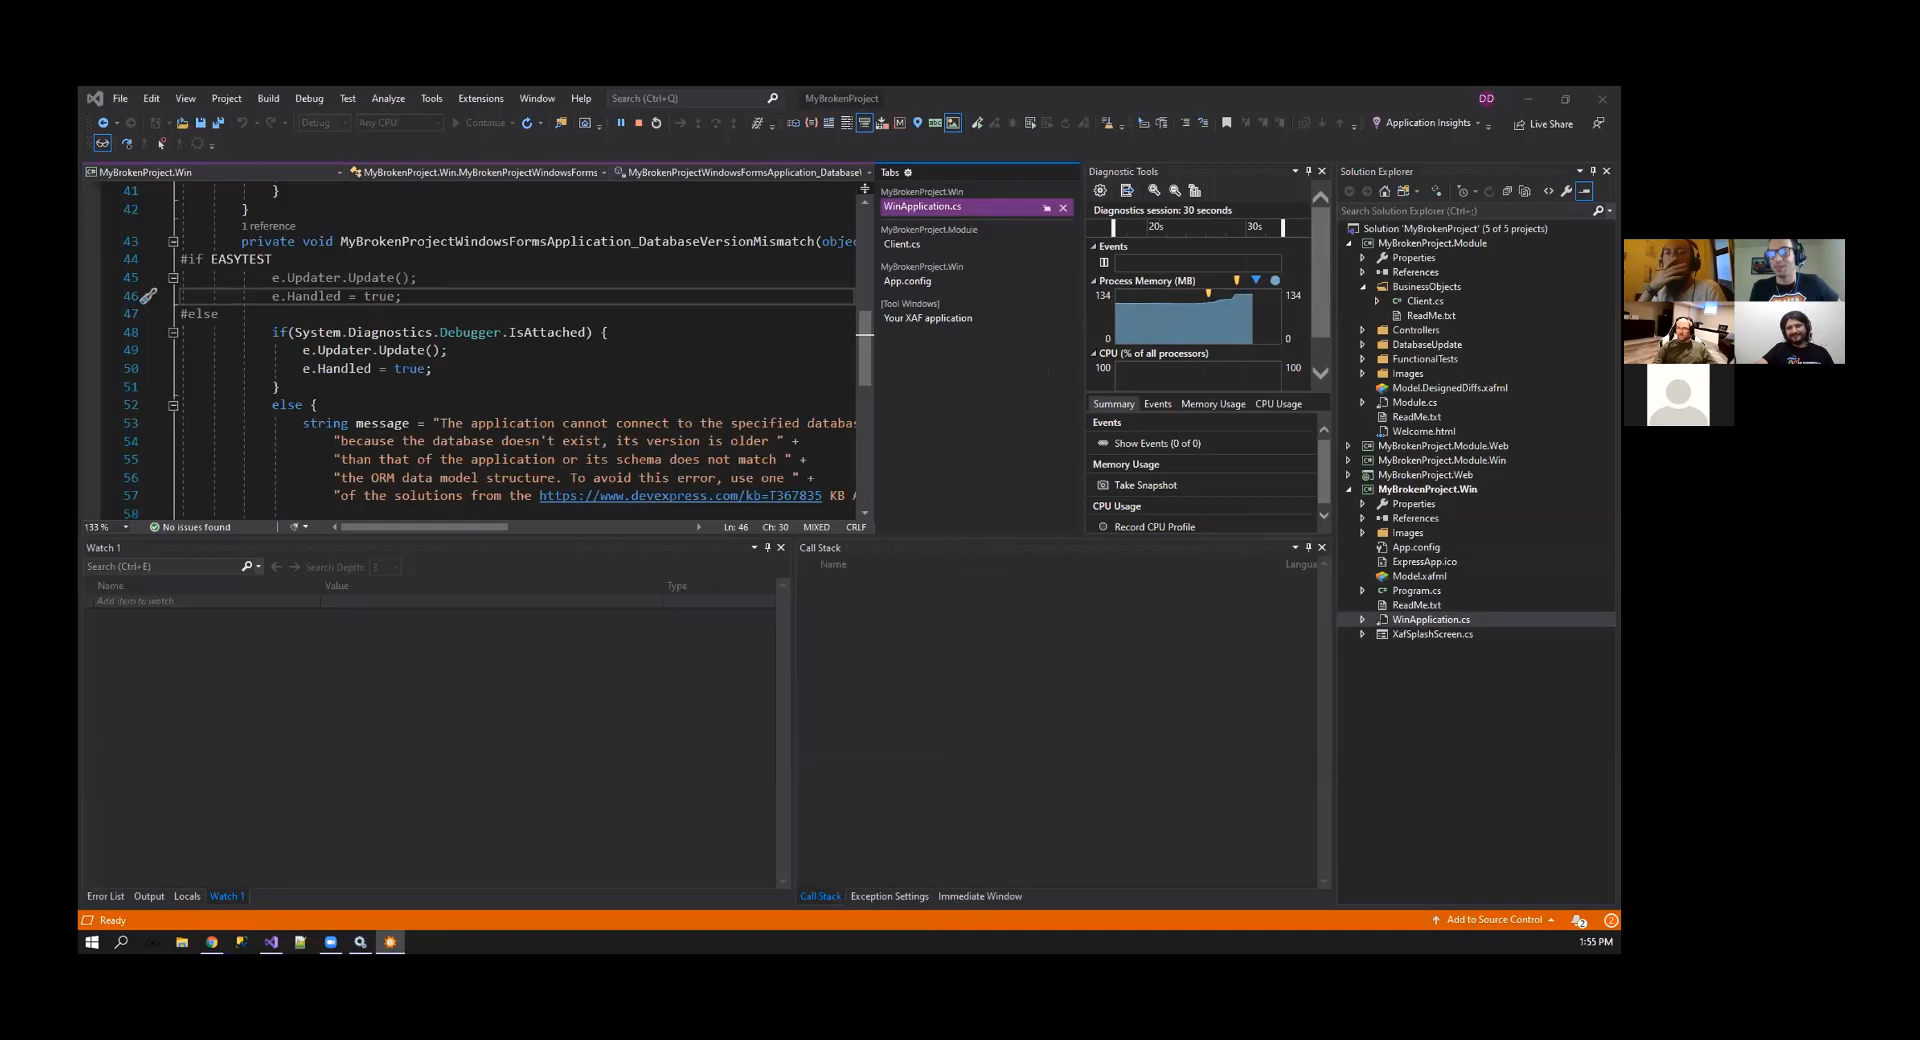 File Edit View Project Build Debug Test Analyze Tools Extensions Window Help Search (Ctrl+Q) MyBrokenProject DD
Debug Any CPU Continue Application Insights Live Share
MyBrokenProject.Win MyBrokenProject.Win.MyBrokenProjectWindowsForms MyBrokenProjectWindowsFormsApplication_Database
41 }
42 }
1 reference
43 private void MyBrokenProjectWindowsFormsApplication_DatabaseVersionMismatch(objec
44 #if EASYTEST
45 e.Updater.Update();
46 e.Handled = true;
47 #else
48 if(System.Diagnostics.Debugger.IsAttached) {
49 e.Updater.Update();
50 e.Handled = true;
51 }
52 else {
53 string message = "The application cannot connect to the specified databas
54 "because the database doesn't exist, its version is older " +
55 "than that of the application or its schema does not match " +
56 "the ORM data model structure. To avoid this error, use one " +
57 "of the solutions from the https://www.devexpress.com/kb=T367835 KB A
58
133 % No issues found Ln: 46 Ch: 30 MIXED CRLF
Tabs
MyBrokenProject.Win
WinApplication.cs
MyBrokenProject.Module
Client.cs
MyBrokenProject.Win
App.config
[Tool Windows]
Your XAF application
Diagnostic Tools
Diagnostics session: 30 seconds
20s 30s
Events
Process Memory (MB)
134 134
0 0
CPU (% of all processors)
100 100
Summary Events Memory Usage CPU Usage
Events
Show Events (0 of 0)
Memory Usage
Take Snapshot
CPU Usage
Record CPU Profile
Solution Explorer
Search Solution Explorer (Ctrl+;)
Solution 'MyBrokenProject' (5 of 5 projects)
MyBrokenProject.Module
Properties
References
BusinessObjects
Client.cs
ReadMe.txt
Controllers
DatabaseUpdate
FunctionalTests
Images
Model.DesignedDiffs.xafml
Module.cs
ReadMe.txt
Welcome.html
MyBrokenProject.Module.Web
MyBrokenProject.Module.Win
MyBrokenProject.Web
MyBrokenProject.Win
Properties
References
Images
App.config
ExpressApp.ico
Model.xafml
Program.cs
ReadMe.txt
WinApplication.cs
XafSplashScreen.cs
Watch 1
Search (Ctrl+E) Search Depth: 3
Name Value Type
Add item to watch
Error List Output Locals Watch 1
Call Stack
Name Langua
Call Stack Exception Settings Immediate Window
Ready Add to Source Control 2 2
1:55 PM